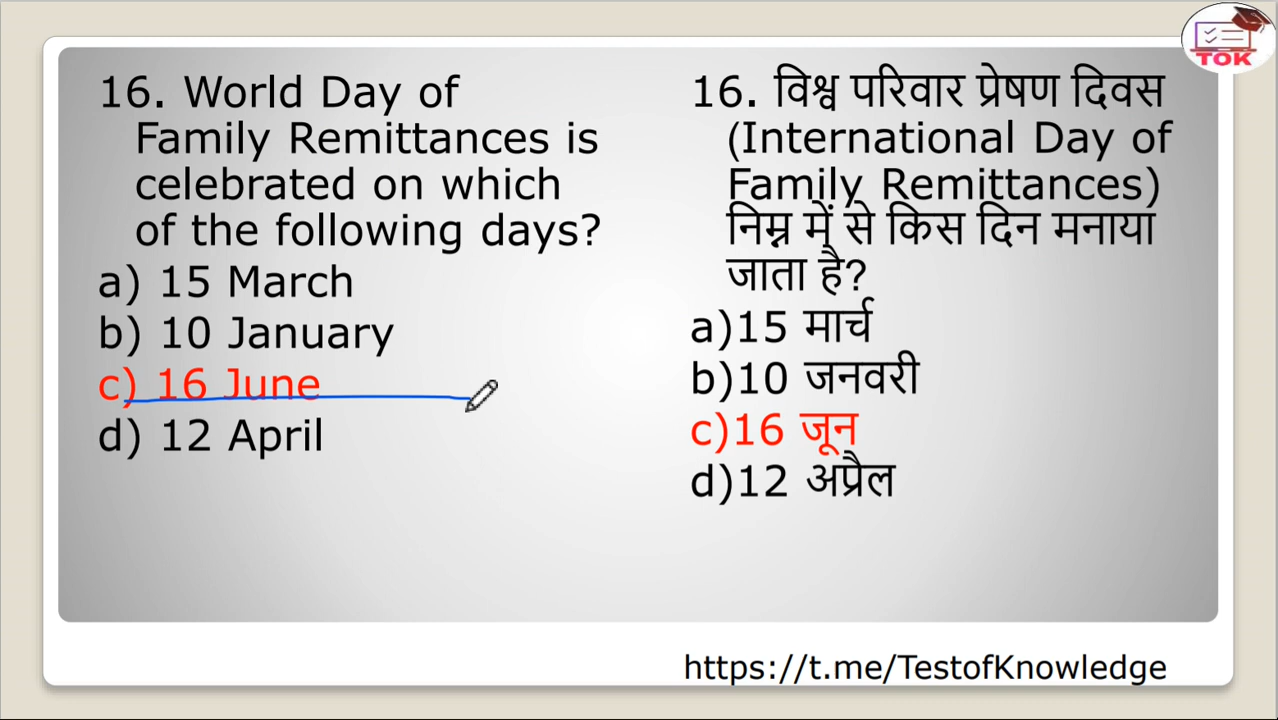 TOK
16. World Day of
Family Remittances is
celebrated on which
of the following days?
a) 15 March
b) 10 January
c) 16 June
d) 12 April
16. विश्व परिवार प्रेषण दिवस
(International Day of
Family Remittances)
निम्न में से किस दिन मनाया
जाता है?
a)15 मार्च
b)10 जनवरी
c)16 जून
d)12 अप्रैल
https://t.me/TestofKnowledge